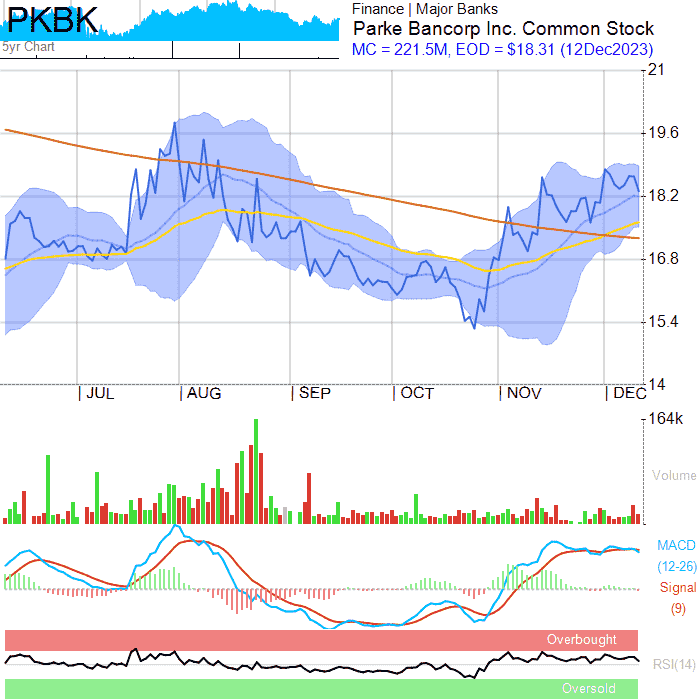 PKBK
5yr Chart
Finance | Major Banks
Parke Bancorp Inc. Common Stock
MC = 221.5M, EOD = $18.31 (12Dec2023)
21
19.6
18.2
16.8
15.4
14
| JUL | AUG | SEP | OCT | NOV | DEC
164k
Volume
MACD
(12-26)
Signal
(9)
Overbought
RSI(14)
Oversold